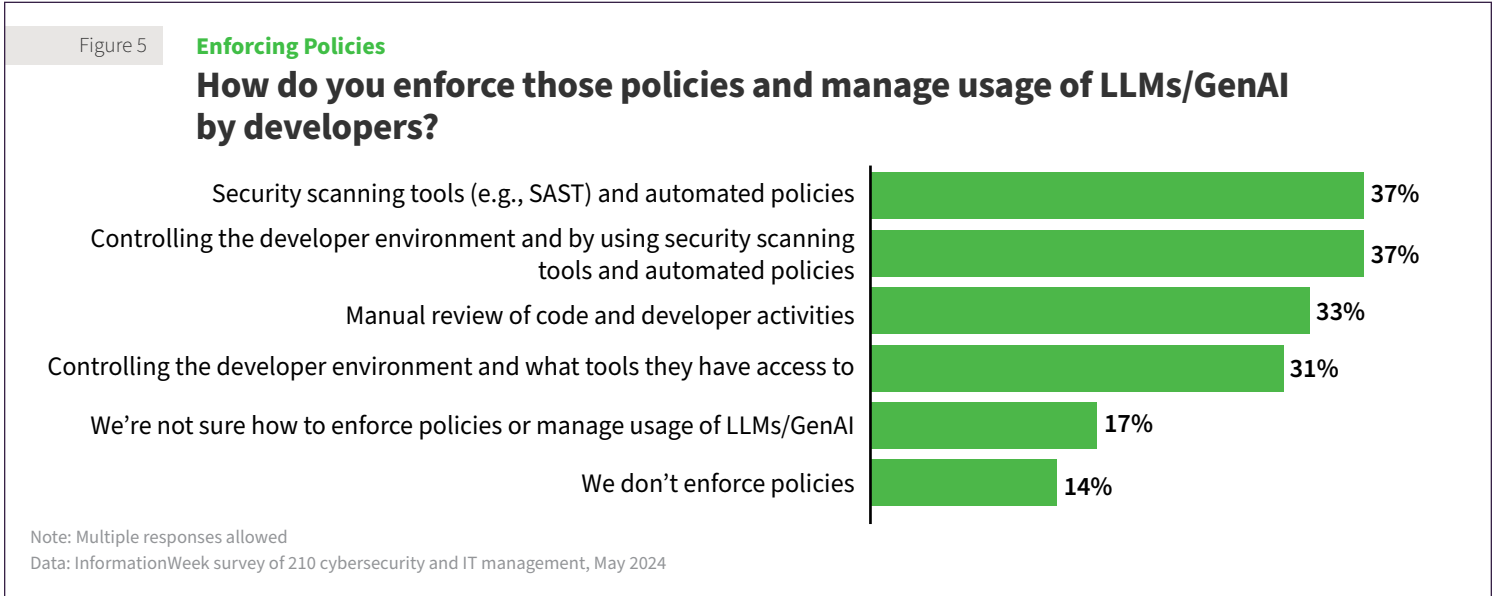 Figure 5
Enforcing Policies
How do you enforce those policies and manage usage of LLMs/GenAI
by developers?
Security scanning tools (e.g., SAST) and automated policies
37%
Controlling the developer environment and by using security scanning
tools and automated policies
37%
Manual review of code and developer activities
33%
Controlling the developer environment and what tools they have access to
31%
We’re not sure how to enforce policies or manage usage of LLMs/GenAI
17%
We don’t enforce policies
14%
Note: Multiple responses allowed
Data: InformationWeek survey of 210 cybersecurity and IT management, May 2024